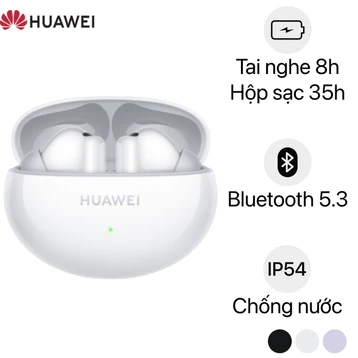 HUAWEI
Tai nghe 8h
Hộp sạc 35h
HUAWEI
Bluetooth 5.3
IP54
Chống nước